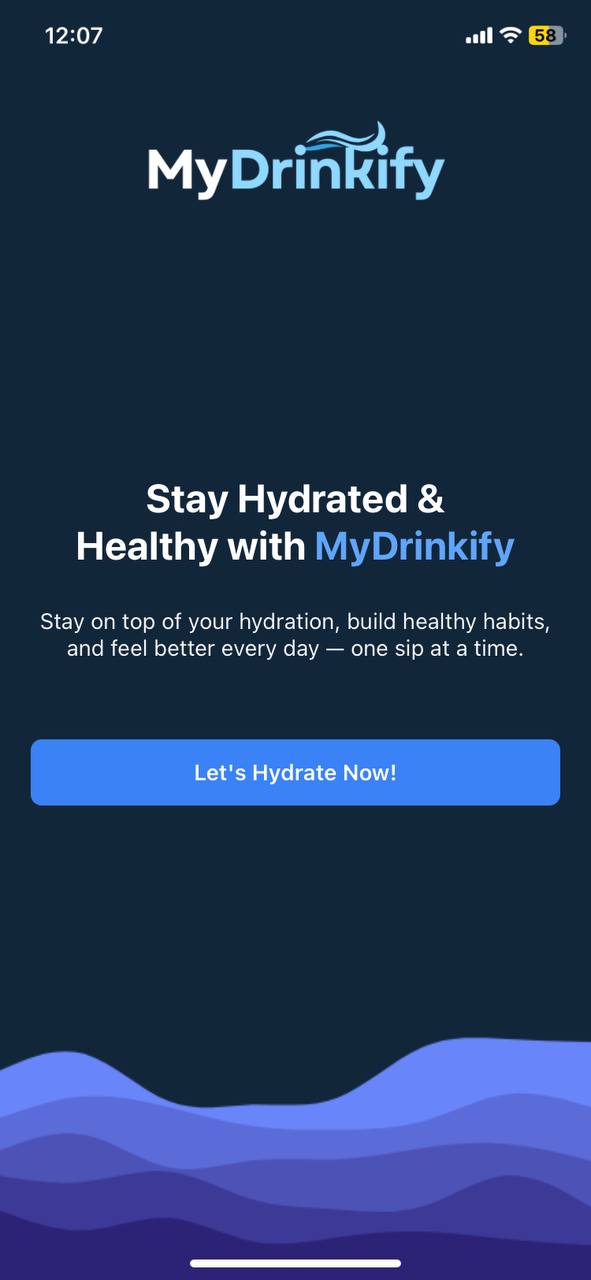 12:07
58
MyDrinkify
Stay Hydrated &
Healthy with MyDrinkify
Stay on top of your hydration, build healthy habits,
and feel better every day — one sip at a time.
Let's Hydrate Now!